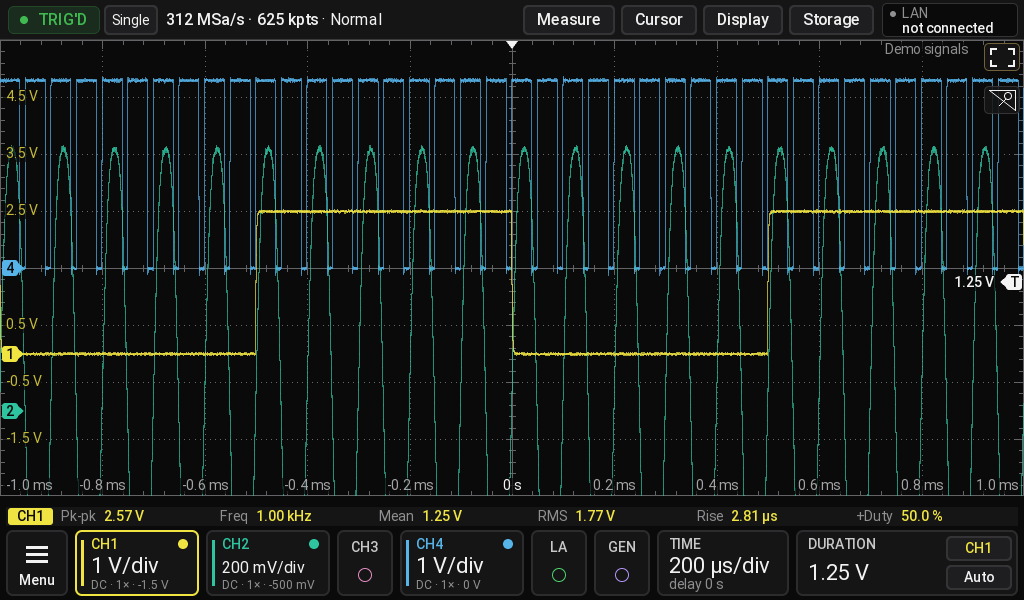 TRIG'D Single 312 MSa/s · 625 kpts · Normal Measure Cursor Display Storage LAN
not connected
Demo signals
4.5 V
3.5 V
2.5 V
4
1.25 V T
0.5 V
1
-0.5 V
2
-1.5 V
-1.0 ms -0.8 ms -0.6 ms -0.4 ms -0.2 ms 0 s 0.2 ms 0.4 ms 0.6 ms 0.8 ms 1.0 ms
CH1 Pk-pk 2.57 V Freq 1.00 kHz Mean 1.25 V RMS 1.77 V Rise 2.81 µs +Duty 50.0 %
Menu
CH1
1 V/div
DC · 1× · -1.5 V
CH2
200 mV/div
DC · 1× · -500 mV
CH3
CH4
1 V/div
DC · 1× · 0 V
LA
GEN
TIME
200 µs/div
delay 0 s
DURATION
1.25 V
CH1
Auto